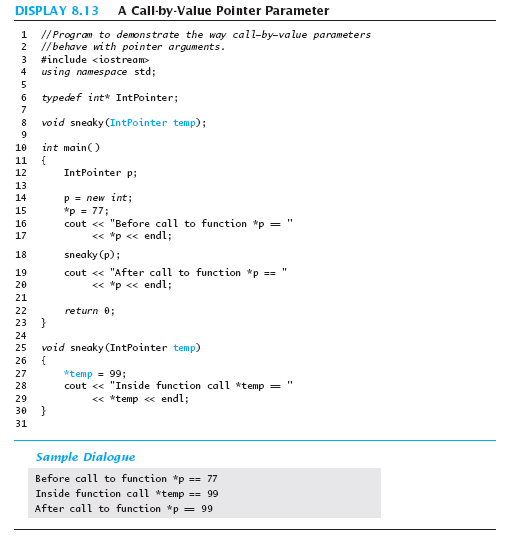 DISPLAY 8.13 A Call-by-Value Pointer Parameter
1 //Program to demonstrate the way call-by-value parameters
2 //behave with pointer arguments.
3 #include <iostream>
4 using namespace std;
5
6 typedef int* IntPointer;
7
8 void sneaky(IntPointer temp);
9
10 int main()
11 {
12 IntPointer p;
13
14 p = new int;
15 *p = 77;
16 cout << "Before call to function *p == "
17 << *p << endl;
18 sneaky(p);
19 cout << "After call to function *p == "
20 << *p << endl;
21
22 return 0;
23 }
24
25 void sneaky(IntPointer temp)
26 {
27 *temp = 99;
28 cout << "Inside function call *temp == "
29 << *temp << endl;
30 }
31
Sample Dialogue
Before call to function *p == 77
Inside function call *temp == 99
After call to function *p == 99